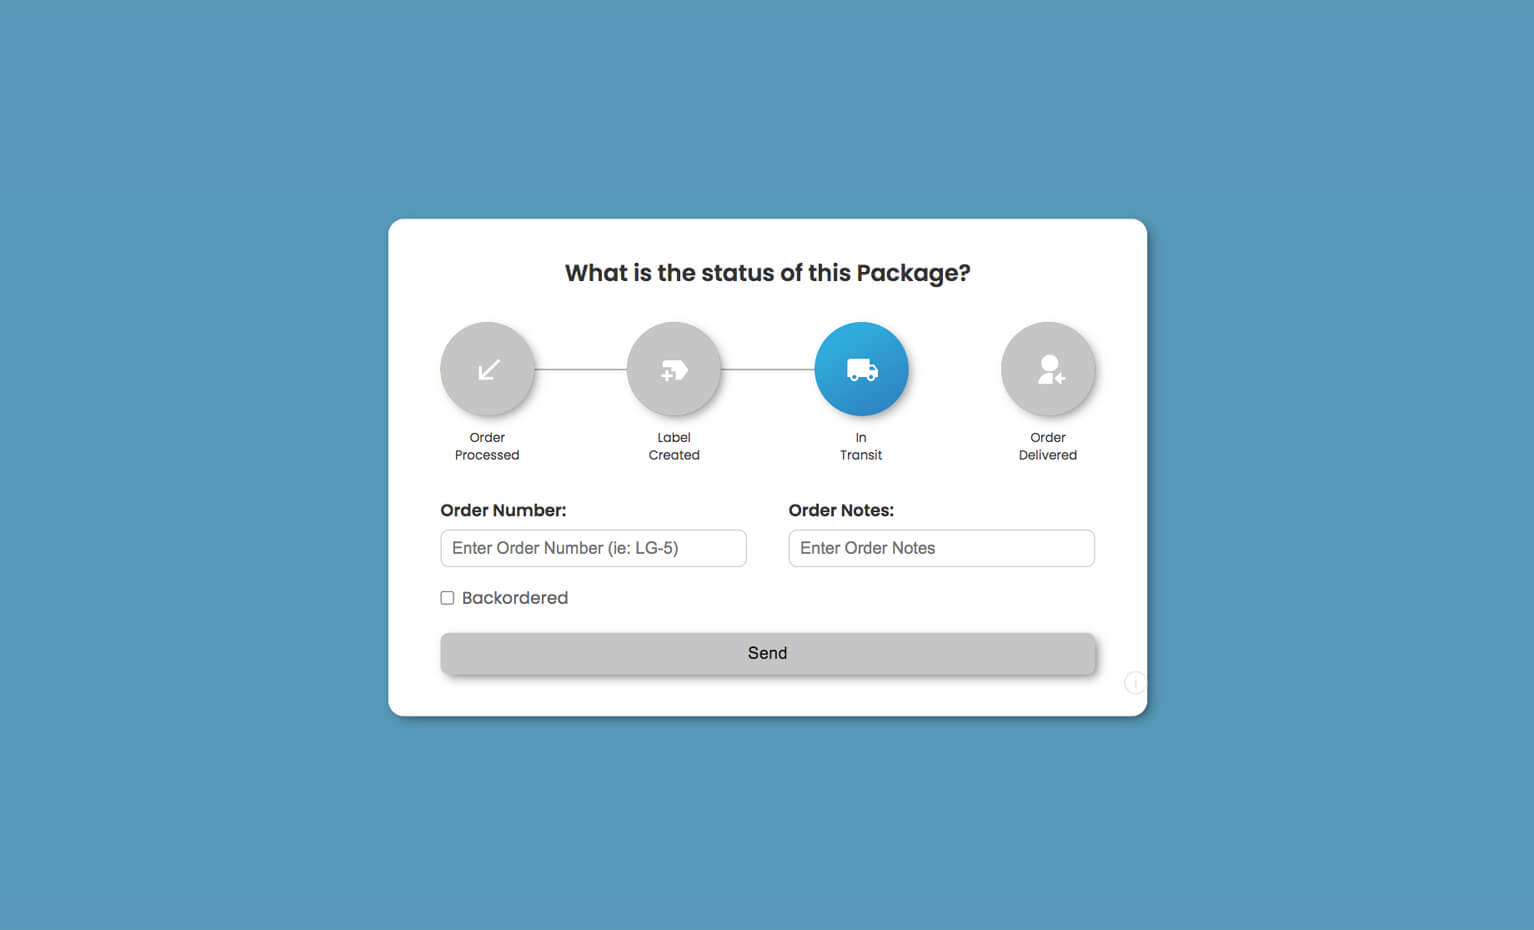 What is the status of this Package?
Order
Processed
Label
Created
In
Transit
Order
Delivered
Order Number:
Order Notes:
Enter Order Number (ie: LG-5)
Enter Order Notes
Backordered
Send